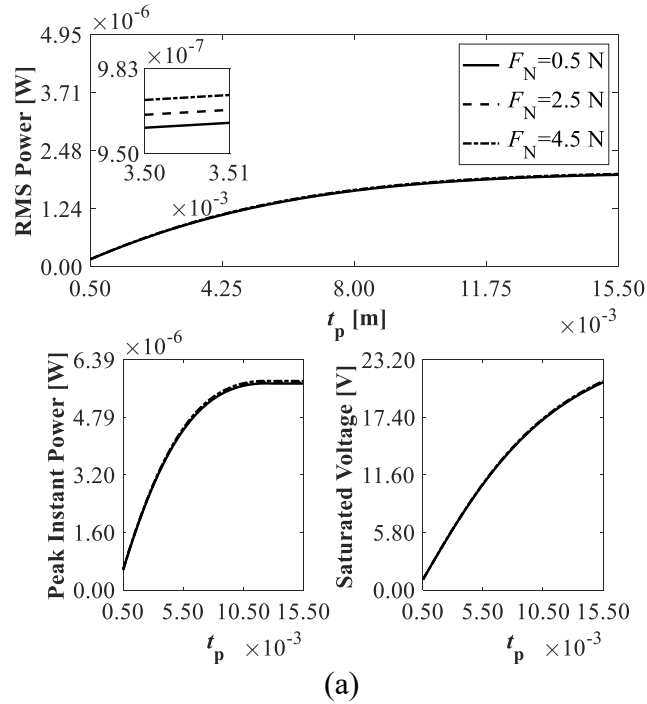 ×10⁻⁶
4.95
3.71
2.48
1.24
0.00
RMS Power [W]
×10⁻⁷
9.83
9.50
3.50 3.51
×10⁻³
F_N=0.5 N
F_N=2.5 N
F_N=4.5 N
0.50 4.25 8.00 11.75 15.50
t_p [m]
×10⁻³
×10⁻⁶
6.39
4.79
3.20
1.60
0.00
Peak Instant Power [W]
0.50 5.50 10.50 15.50
t_p ×10⁻³
23.20
17.40
11.60
5.80
0.00
Saturated Voltage [V]
0.50 5.50 10.50 15.50
t_p ×10⁻³
(a)